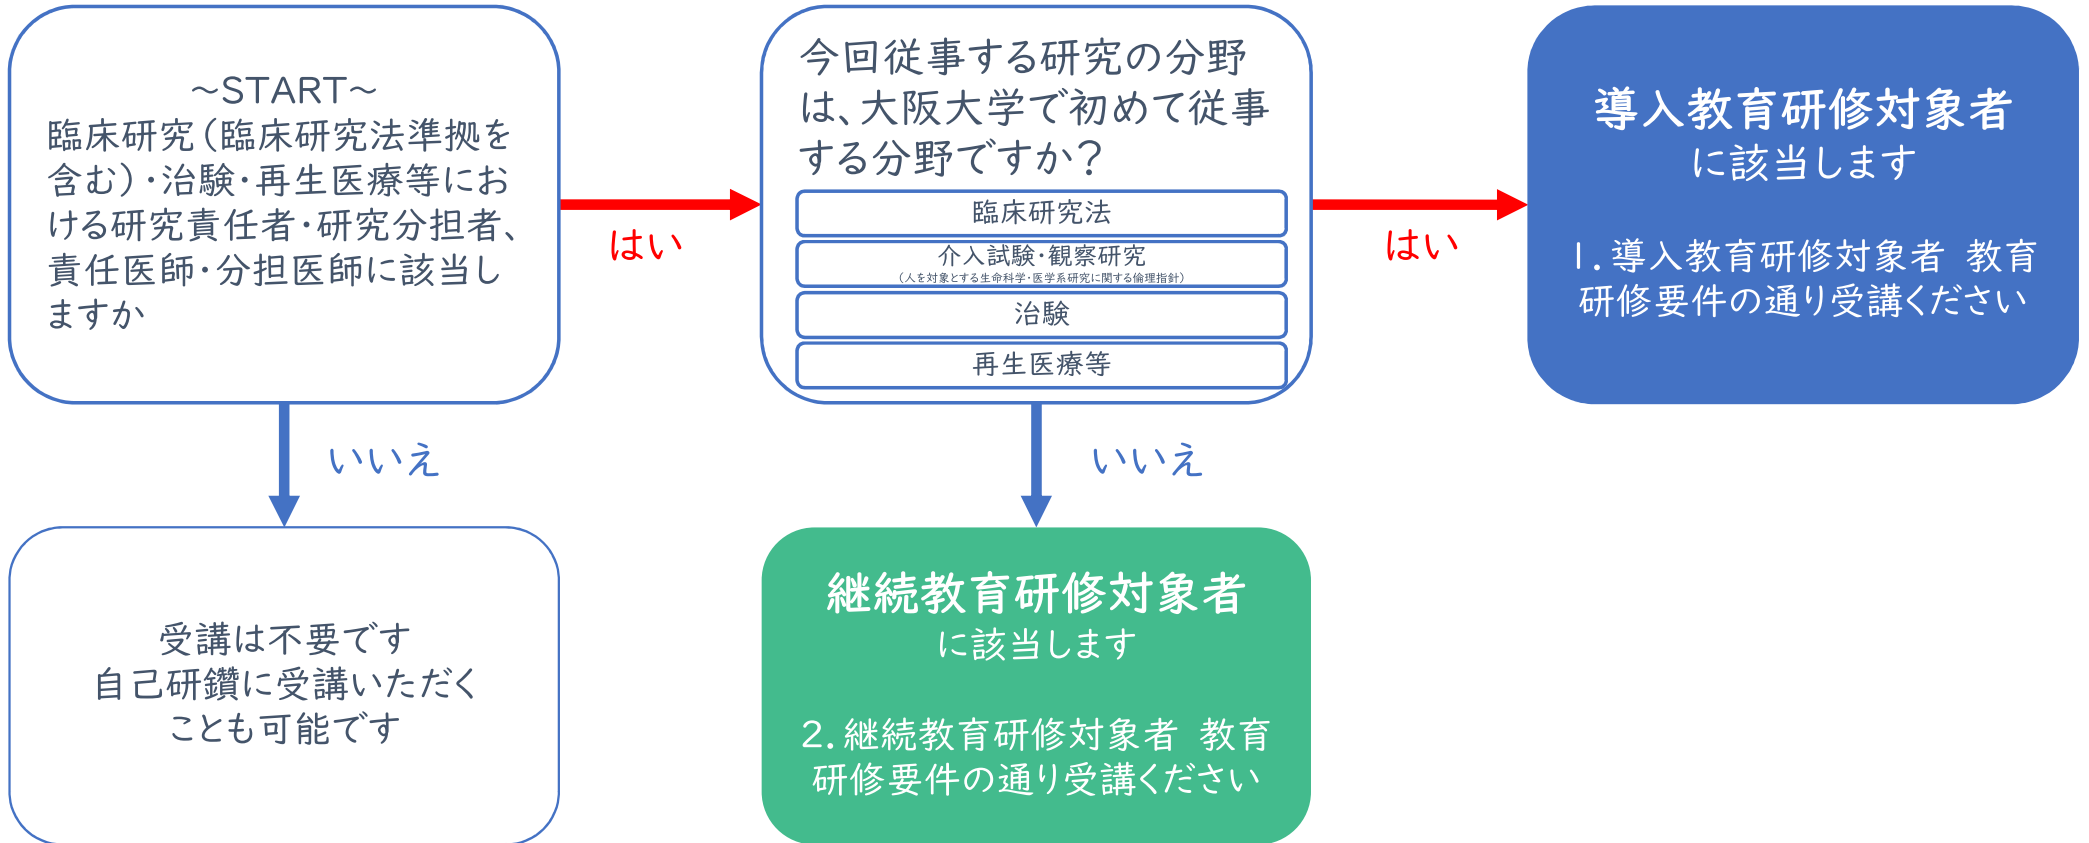 ～START～
臨床研究（臨床研究法準拠を
含む）・治験・再生医療等にお
ける研究責任者・研究分担者、
責任医師・分担医師に該当し
ますか
はい
いいえ
今回従事する研究の分野
は、大阪大学で初めて従事
する分野ですか？
臨床研究法
介入試験・観察研究
（人を対象とする生命科学・医学系研究に関する倫理指針）
治験
再生医療等
はい
いいえ
導入教育研修対象者
に該当します
１．導入教育研修対象者 教育
研修要件の通り受講ください
受講は不要です
自己研鑽に受講いただく
ことも可能です
継続教育研修対象者
に該当します
２．継続教育研修対象者 教育
研修要件の通り受講ください